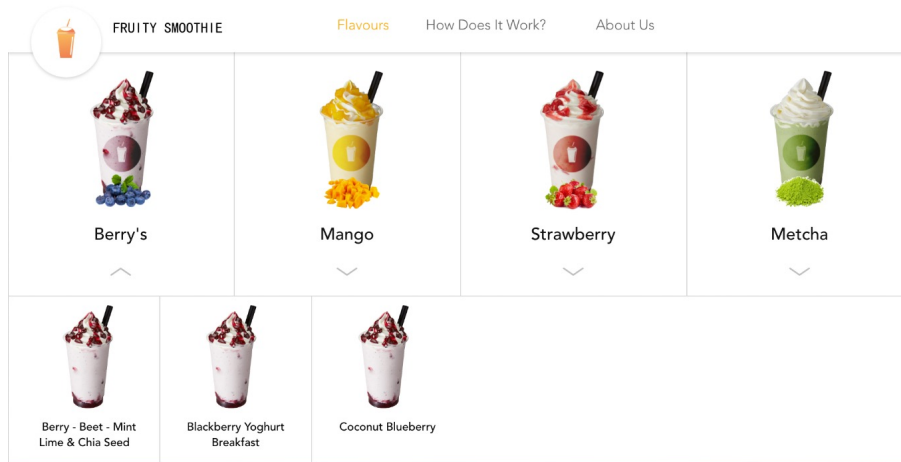 FRUITY SMOOTHIE
Flavours
How Does It Work?
About Us
Berry's
Mango
Strawberry
Metcha
Berry - Beet - Mint
Lime & Chia Seed
Blackberry Yoghurt
Breakfast
Coconut Blueberry